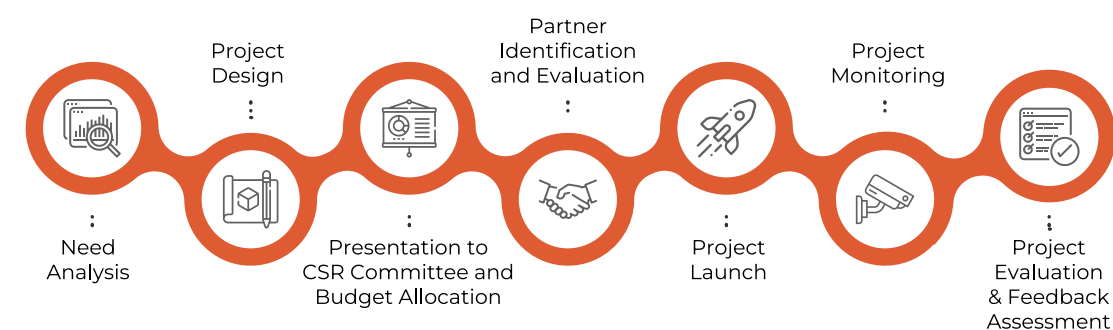 Need
Analysis
Project
Design
Presentation to
CSR Committee and
Budget Allocation
Partner
Identification
and Evaluation
Project
Launch
Project
Monitoring
Project
Evaluation
& Feedback
Assessment